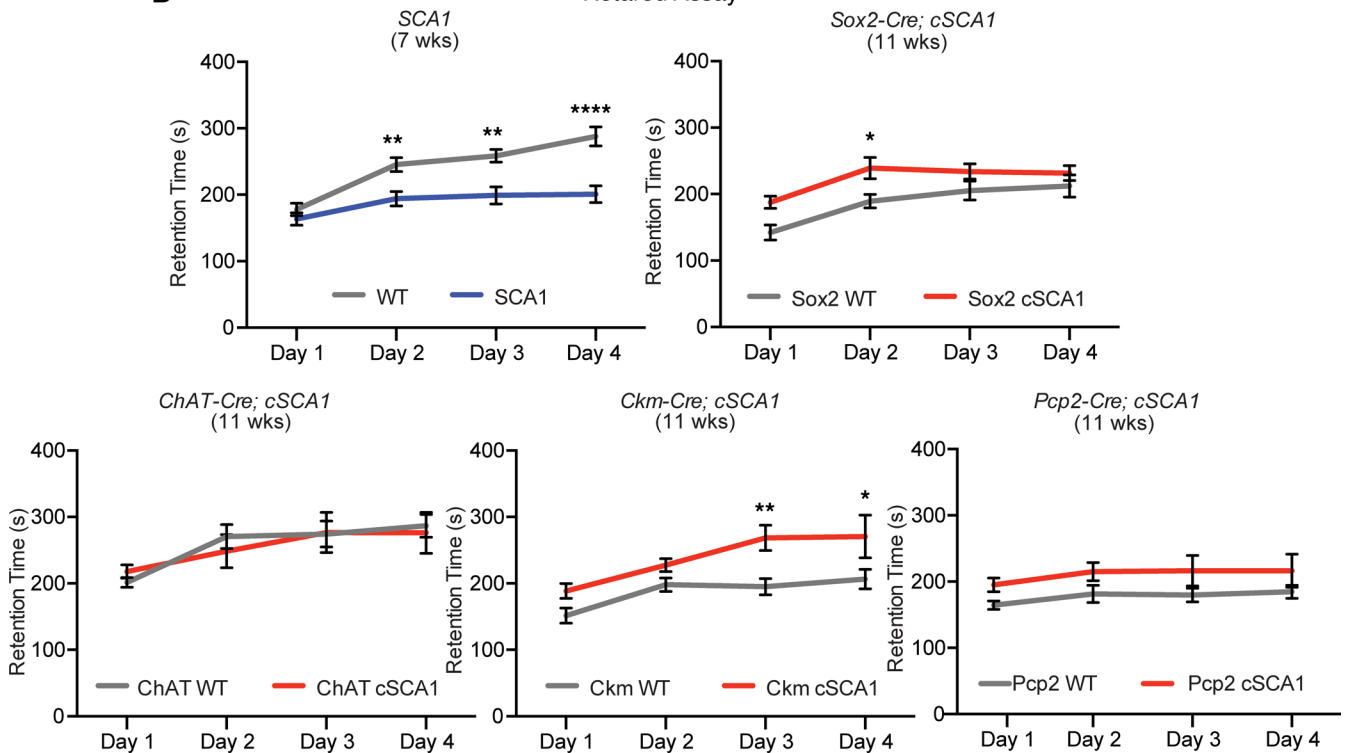 SCA1
(7 wks)
400
300
200
100
0
Retention Time (s)
**
**
****
WT
SCA1
Day 1
Day 2
Day 3
Day 4
Sox2-Cre; cSCA1
(11 wks)
400
300
200
100
0
Retention Time (s)
*
Sox2 WT
Sox2 cSCA1
Day 1
Day 2
Day 3
Day 4
ChAT-Cre; cSCA1
(11 wks)
400
300
200
100
0
Retention Time (s)
ChAT WT
ChAT cSCA1
Day 1
Day 2
Day 3
Day 4
Ckm-Cre; cSCA1
(11 wks)
400
300
200
100
0
Retention Time (s)
**
*
Ckm WT
Ckm cSCA1
Day 1
Day 2
Day 3
Day 4
Pcp2-Cre; cSCA1
(11 wks)
400
300
200
100
0
Retention Time (s)
Pcp2 WT
Pcp2 cSCA1
Day 1
Day 2
Day 3
Day 4